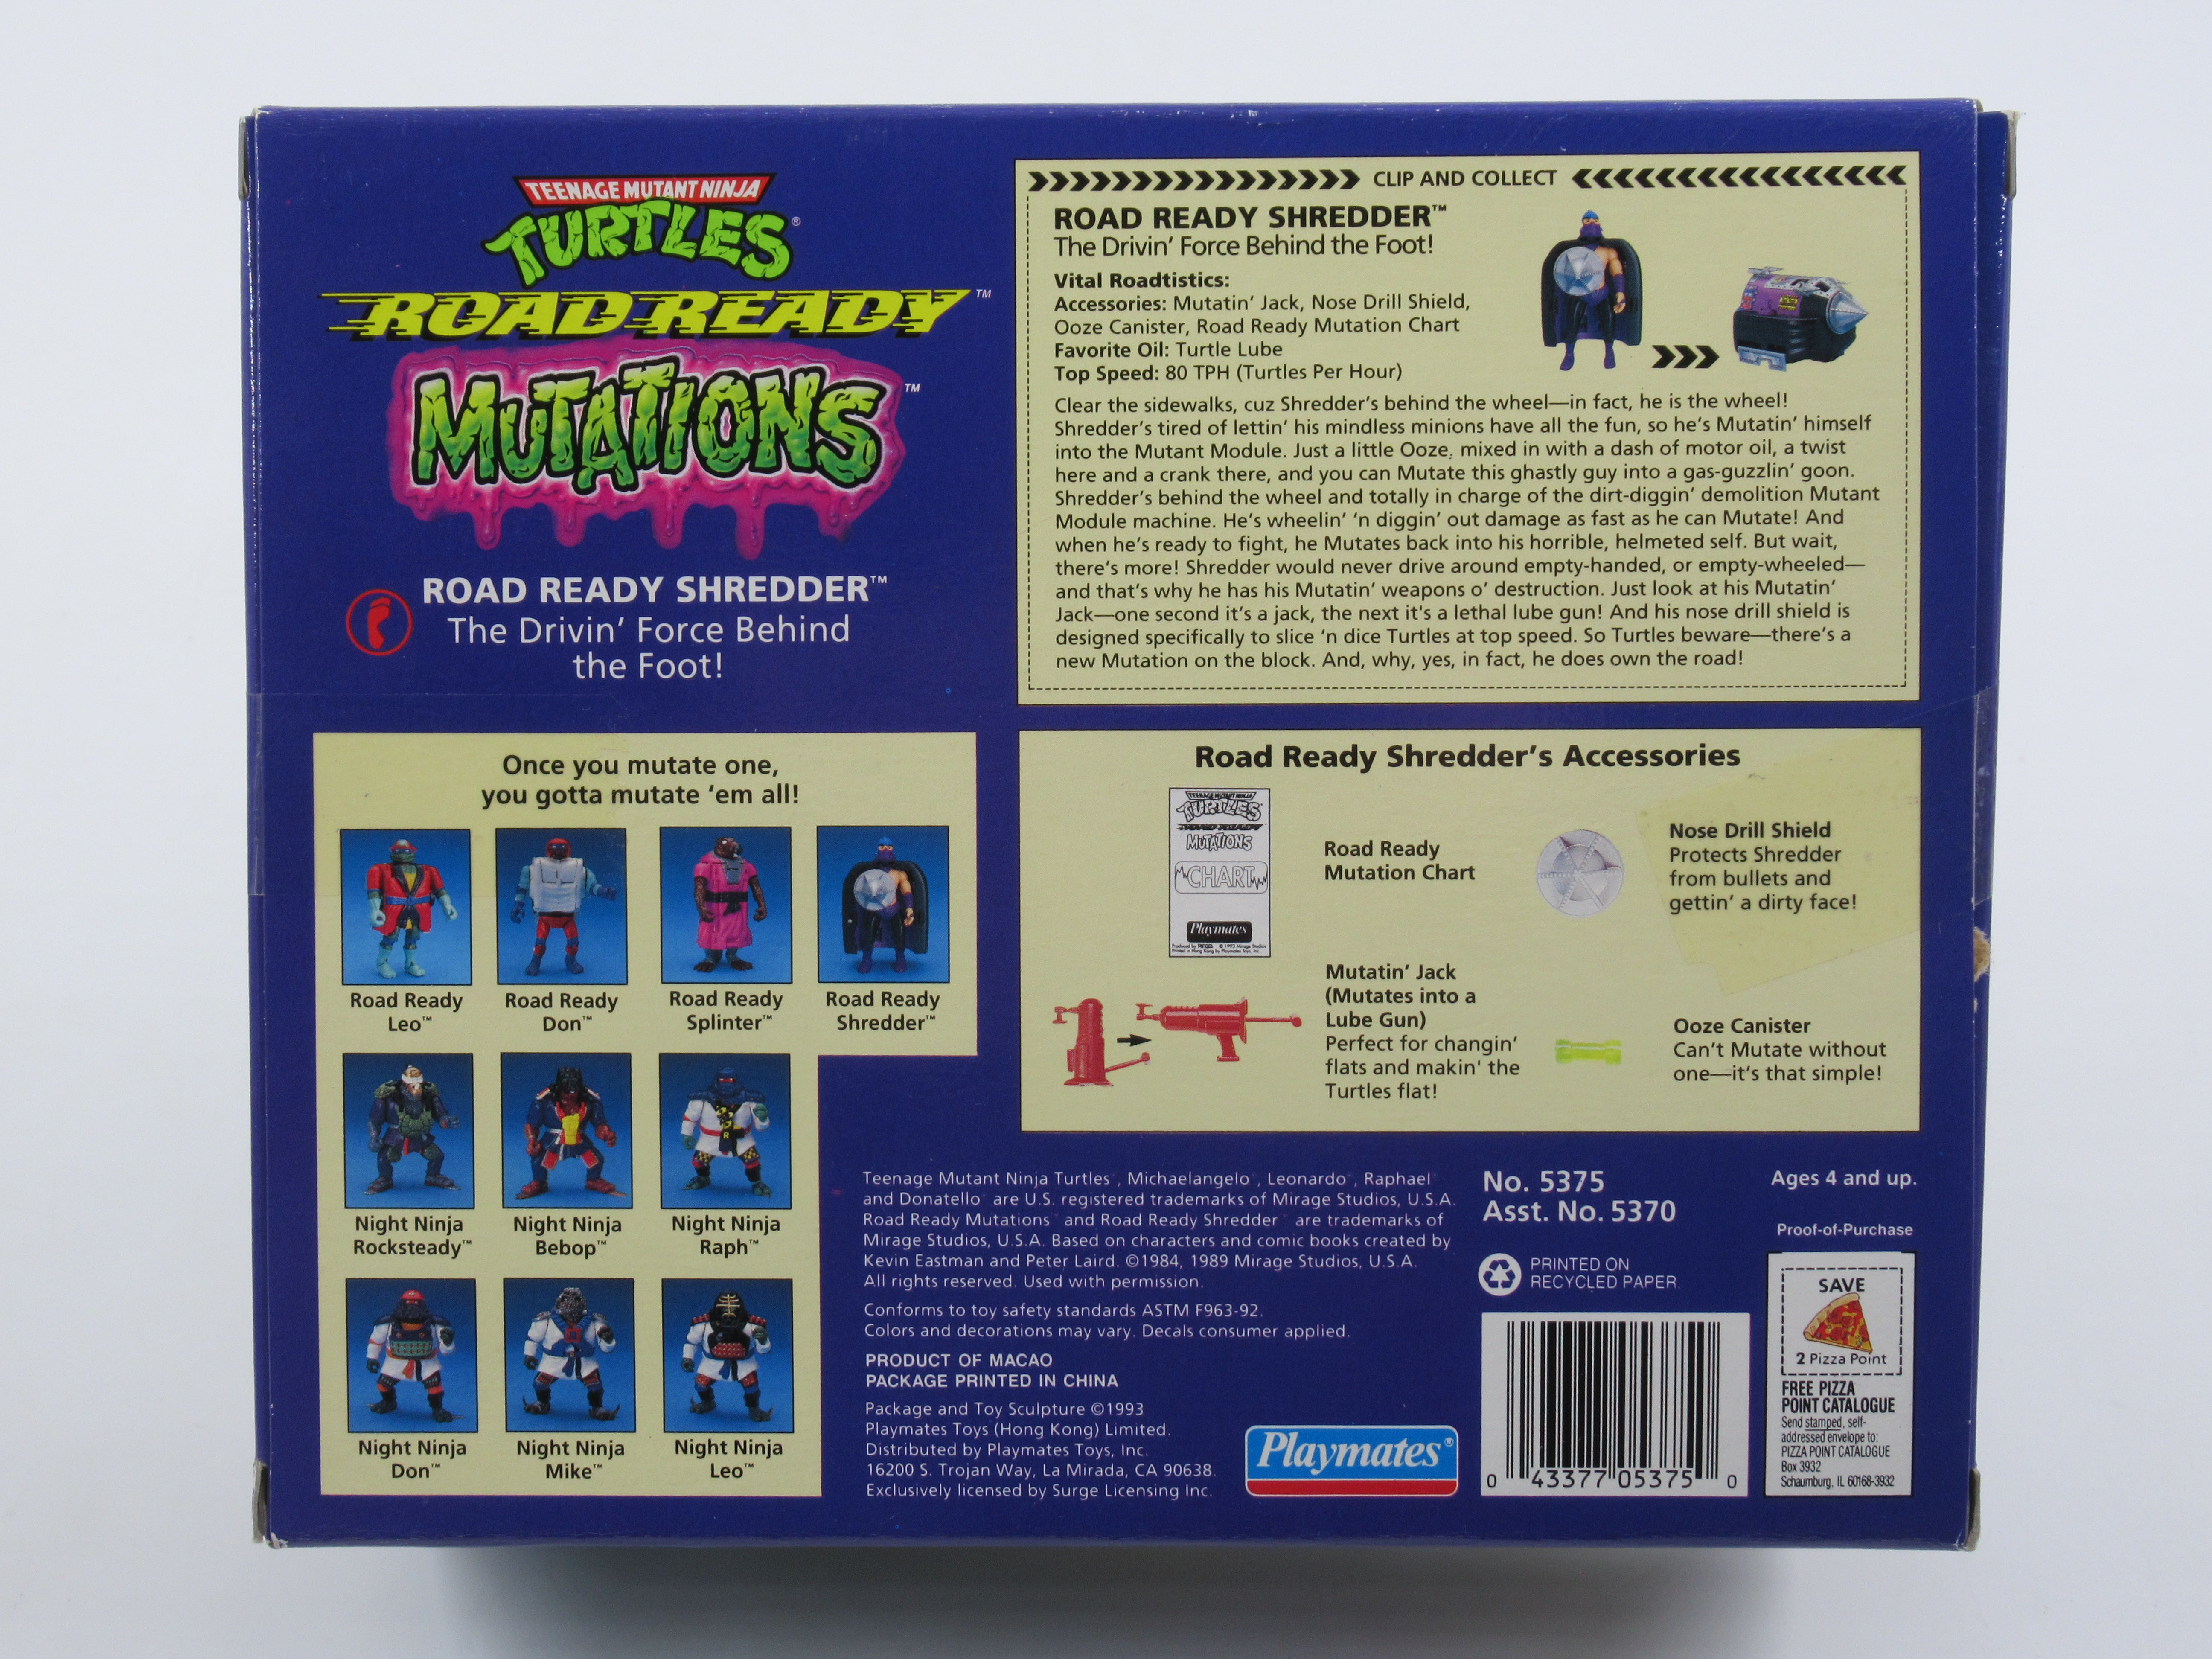 TEENAGE MUTANT NINJA
TURTLES®
ROAD READY™
MUTATIONS™
ROAD READY SHREDDER™
The Drivin' Force Behind
the Foot!
CLIP AND COLLECT
ROAD READY SHREDDER™
The Drivin' Force Behind the Foot!
Vital Roadtistics:
Accessories: Mutatin' Jack, Nose Drill Shield,
Ooze Canister, Road Ready Mutation Chart
Favorite Oil: Turtle Lube
Top Speed: 80 TPH (Turtles Per Hour)
Clear the sidewalks, cuz Shredder's behind the wheel—in fact, he is the wheel!
Shredder's tired of lettin' his mindless minions have all the fun, so he's Mutatin' himself
into the Mutant Module. Just a little Ooze, mixed in with a dash of motor oil, a twist
here and a crank there, and you can Mutate this ghastly guy into a gas-guzzlin' goon.
Shredder's behind the wheel and totally in charge of the dirt-diggin' demolition Mutant
Module machine. He's wheelin' 'n diggin' out damage as fast as he can Mutate! And
when he's ready to fight, he Mutates back into his horrible, helmeted self. But wait,
there's more! Shredder would never drive around empty-handed, or empty-wheeled—
and that's why he has his Mutatin' weapons o' destruction. Just look at his Mutatin'
Jack—one second it's a jack, the next it's a lethal lube gun! And his nose drill shield is
designed specifically to slice 'n dice Turtles at top speed. So Turtles beware—there's a
new Mutation on the block. And, why, yes, in fact, he does own the road!
Once you mutate one,
you gotta mutate 'em all!
Road Ready
Leo™
Road Ready
Don™
Road Ready
Splinter™
Road Ready
Shredder™
Night Ninja
Rocksteady™
Night Ninja
Bebop™
Night Ninja
Raph™
Night Ninja
Don™
Night Ninja
Mike™
Night Ninja
Leo™
Road Ready Shredder's Accessories
TEENAGE MUTANT NINJA
TURTLES
ROAD READY
MUTATIONS
CHART
Playmates
Road Ready
Mutation Chart
Nose Drill Shield
Protects Shredder
from bullets and
gettin' a dirty face!
Mutatin' Jack
(Mutates into a
Lube Gun)
Perfect for changin'
flats and makin' the
Turtles flat!
Ooze Canister
Can't Mutate without
one—it's that simple!
Teenage Mutant Ninja Turtles, Michaelangelo, Leonardo, Raphael
and Donatello are U.S. registered trademarks of Mirage Studios, U.S.A.
Road Ready Mutations and Road Ready Shredder are trademarks of
Mirage Studios, U.S.A. Based on characters and comic books created by
Kevin Eastman and Peter Laird. ©1984, 1989 Mirage Studios, U.S.A.
All rights reserved. Used with permission.
Conforms to toy safety standards ASTM F963-92.
Colors and decorations may vary. Decals consumer applied.
PRODUCT OF MACAO
PACKAGE PRINTED IN CHINA
Package and Toy Sculpture ©1993
Playmates Toys (Hong Kong) Limited.
Distributed by Playmates Toys, Inc.
16200 S. Trojan Way, La Mirada, CA 90638.
Exclusively licensed by Surge Licensing Inc.
Playmates®
No. 5375
Asst. No. 5370
PRINTED ON
RECYCLED PAPER
0 43377 05375 0
Ages 4 and up.
Proof-of-Purchase
SAVE
2 Pizza Point
FREE PIZZA
POINT CATALOGUE
Send stamped, self-
addressed envelope to:
PIZZA POINT CATALOGUE
Box 3932
Schaumburg, IL 60168-3932